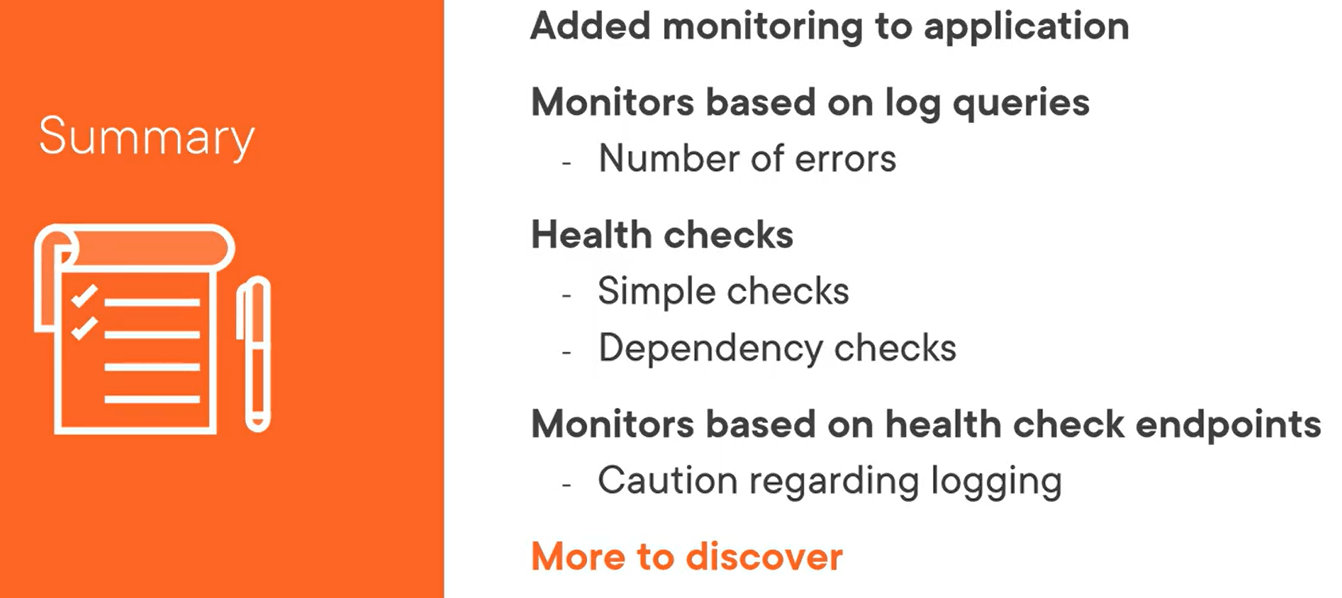 Summary
Added monitoring to application
Monitors based on log queries
- Number of errors
Health checks
- Simple checks
- Dependency checks
Monitors based on health check endpoints
- Caution regarding logging
More to discover